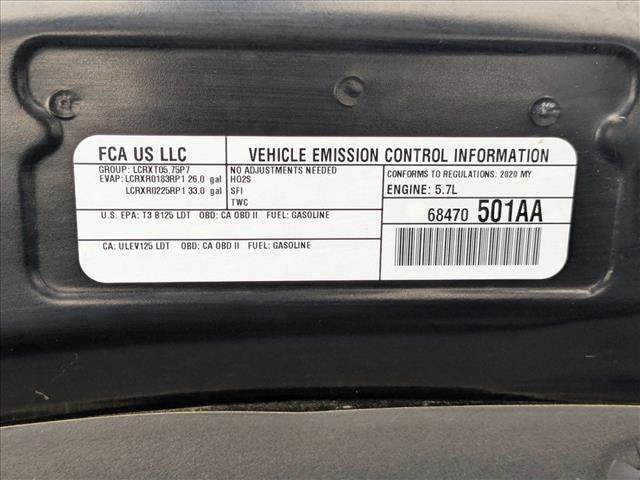 FCA US LLC
VEHICLE EMISSION CONTROL INFORMATION
GROUP: LCRXT05.75P7
EVAP: LCRXR0183RP1 26.0 gal
LCRXR0225RP1 33.0 gal
NO ADJUSTMENTS NEEDED
HO2S
SFI
TWC
CONFORMS TO REGULATIONS: 2020 MY
ENGINE: 5.7L
U.S. EPA: T3 B125 LDT OBD: CA OBD II FUEL: GASOLINE
CA: ULEV125 LDT OBD: CA OBD II FUEL: GASOLINE
68470 501AA